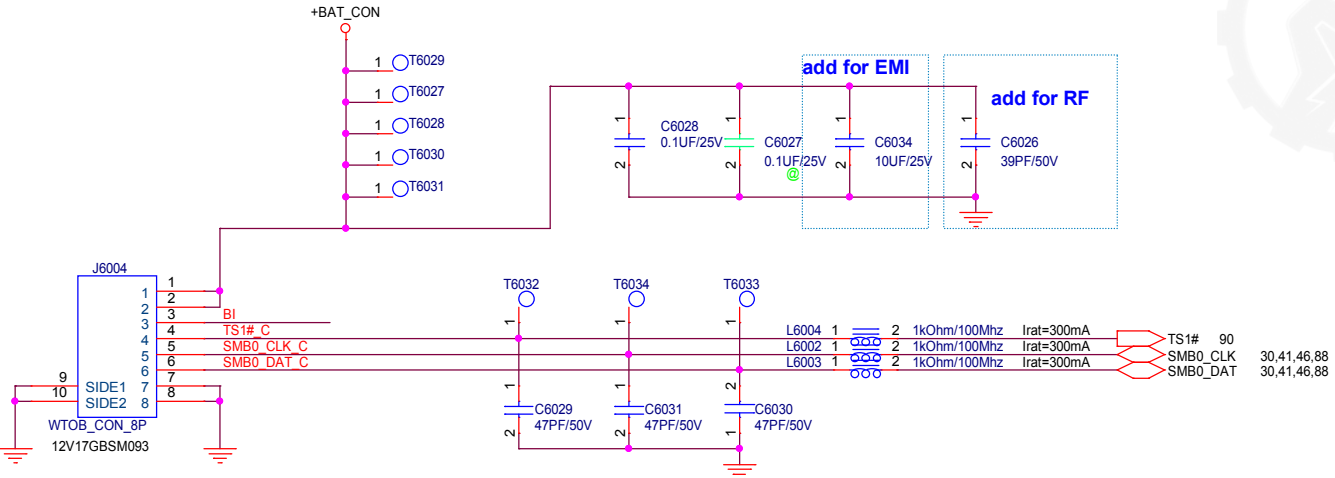 +BAT_CON
1 T6029
1 T6027
1 T6028
1 T6030
1 T6031
add for EMI
add for RF
1 1 1 1
C6028
0.1UF/25V
C6027
0.1UF/25V
@
C6034
10UF/25V
C6026
39PF/50V
2 2 2 2
J6004
1 1
2 2
3 3 BI
4 4 TS1#_C
5 5 SMB0_CLK_C
6 6 SMB0_DAT_C
9 SIDE1 7 7
10 SIDE2 8 8
WTOB_CON_8P
12V17GBSM093
T6032 T6034 T6033
1 1 1
L6004 1 2 1kOhm/100Mhz Irat=300mA TS1# 90
L6002 1 2 1kOhm/100Mhz Irat=300mA SMB0_CLK 30,41,46,88
L6003 1 2 1kOhm/100Mhz Irat=300mA SMB0_DAT 30,41,46,88
1 1 2
C6029
47PF/50V
C6031
47PF/50V
C6030
47PF/50V
2 2 1